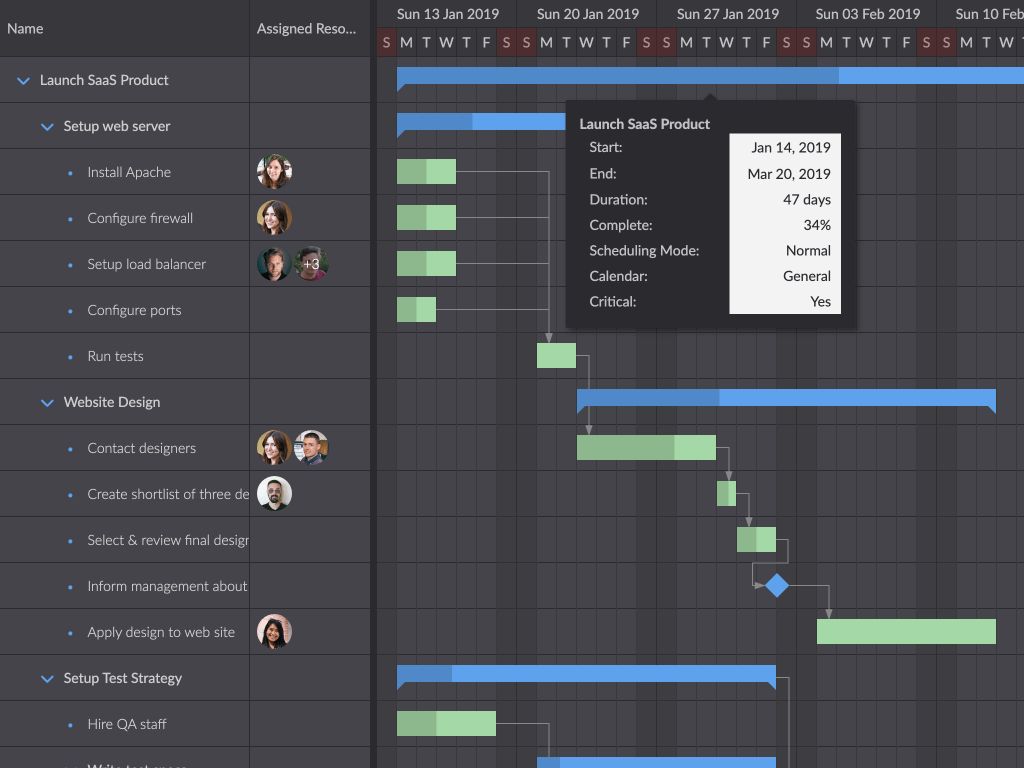 Name
Assigned Reso...
Sun 13 Jan 2019 Sun 20 Jan 2019 Sun 27 Jan 2019 Sun 03 Feb 2019 Sun 10 Feb
S M T W T F S S M T W T F S S M T W T F S S M T W T F S S M T W
Launch SaaS Product
Setup web server
Install Apache
Configure firewall
Setup load balancer
+3
Configure ports
Run tests
Website Design
Contact designers
Create shortlist of three de
Select & review final design
Inform management about
Apply design to web site
Setup Test Strategy
Hire QA staff
Launch SaaS Product
Start: Jan 14, 2019
End: Mar 20, 2019
Duration: 47 days
Complete: 34%
Scheduling Mode: Normal
Calendar: General
Critical: Yes